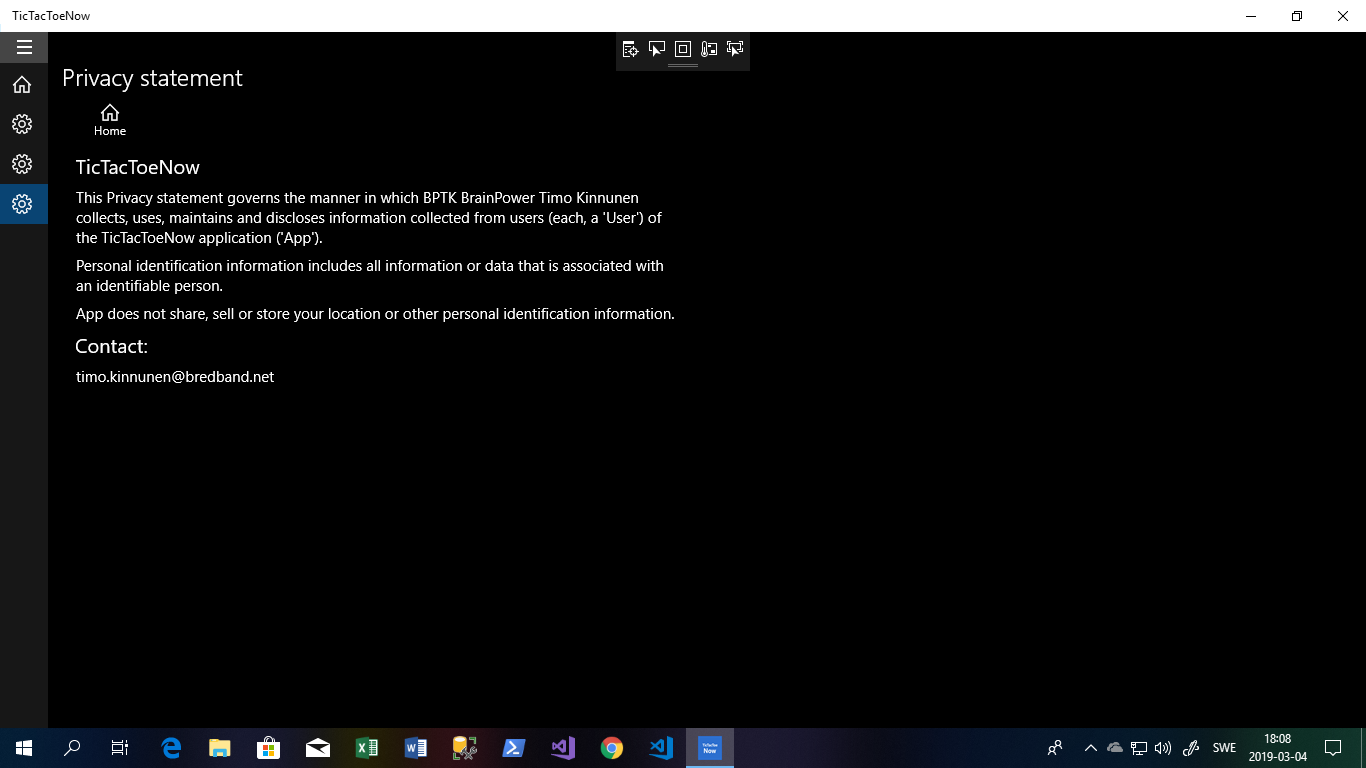 TicTacToeNow
Privacy statement
Home
TicTacToeNow
This Privacy statement governs the manner in which BPTK BrainPower Timo Kinnunen
collects, uses, maintains and discloses information collected from users (each, a 'User') of
the TicTacToeNow application ('App').
Personal identification information includes all information or data that is associated with
an identifiable person.
App does not share, sell or store your location or other personal identification information.
Contact:
timo.kinnunen@bredband.net
TicTacToe
Now
SWE
18:08
2019-03-04